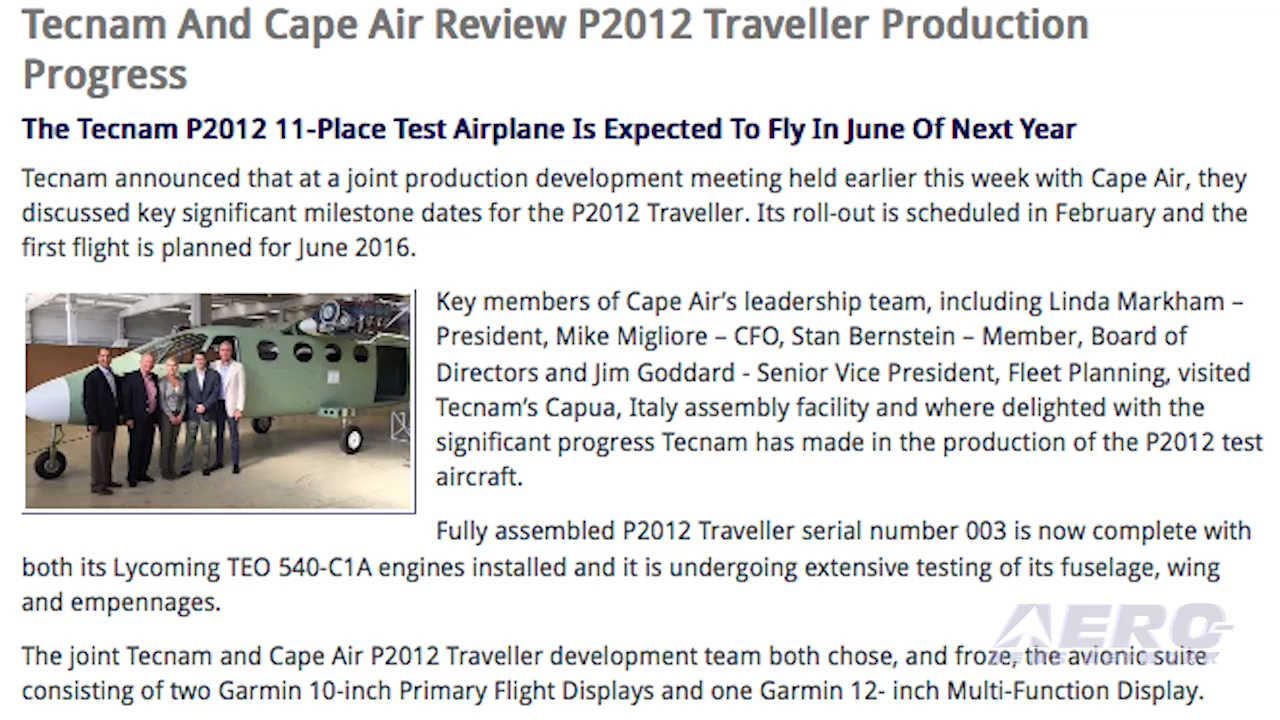 Tecnam And Cape Air Review P2012 Traveller Production
Progress
The Tecnam P2012 11-Place Test Airplane Is Expected To Fly In June Of Next Year
Tecnam announced that at a joint production development meeting held earlier this week with Cape Air, they
discussed key significant milestone dates for the P2012 Traveller. Its roll-out is scheduled in February and the
first flight is planned for June 2016.
Key members of Cape Air's leadership team, including Linda Markham –
President, Mike Migliore – CFO, Stan Bernstein – Member, Board of
Directors and Jim Goddard - Senior Vice President, Fleet Planning, visited
Tecnam's Capua, Italy assembly facility and where delighted with the
significant progress Tecnam has made in the production of the P2012 test
aircraft.
Fully assembled P2012 Traveller serial number 003 is now complete with
both its Lycoming TEO 540-C1A engines installed and it is undergoing extensive testing of its fuselage, wing
and empennages.
The joint Tecnam and Cape Air P2012 Traveller development team both chose, and froze, the avionic suite
consisting of two Garmin 10-inch Primary Flight Displays and one Garmin 12- inch Multi-Function Display.
AERO